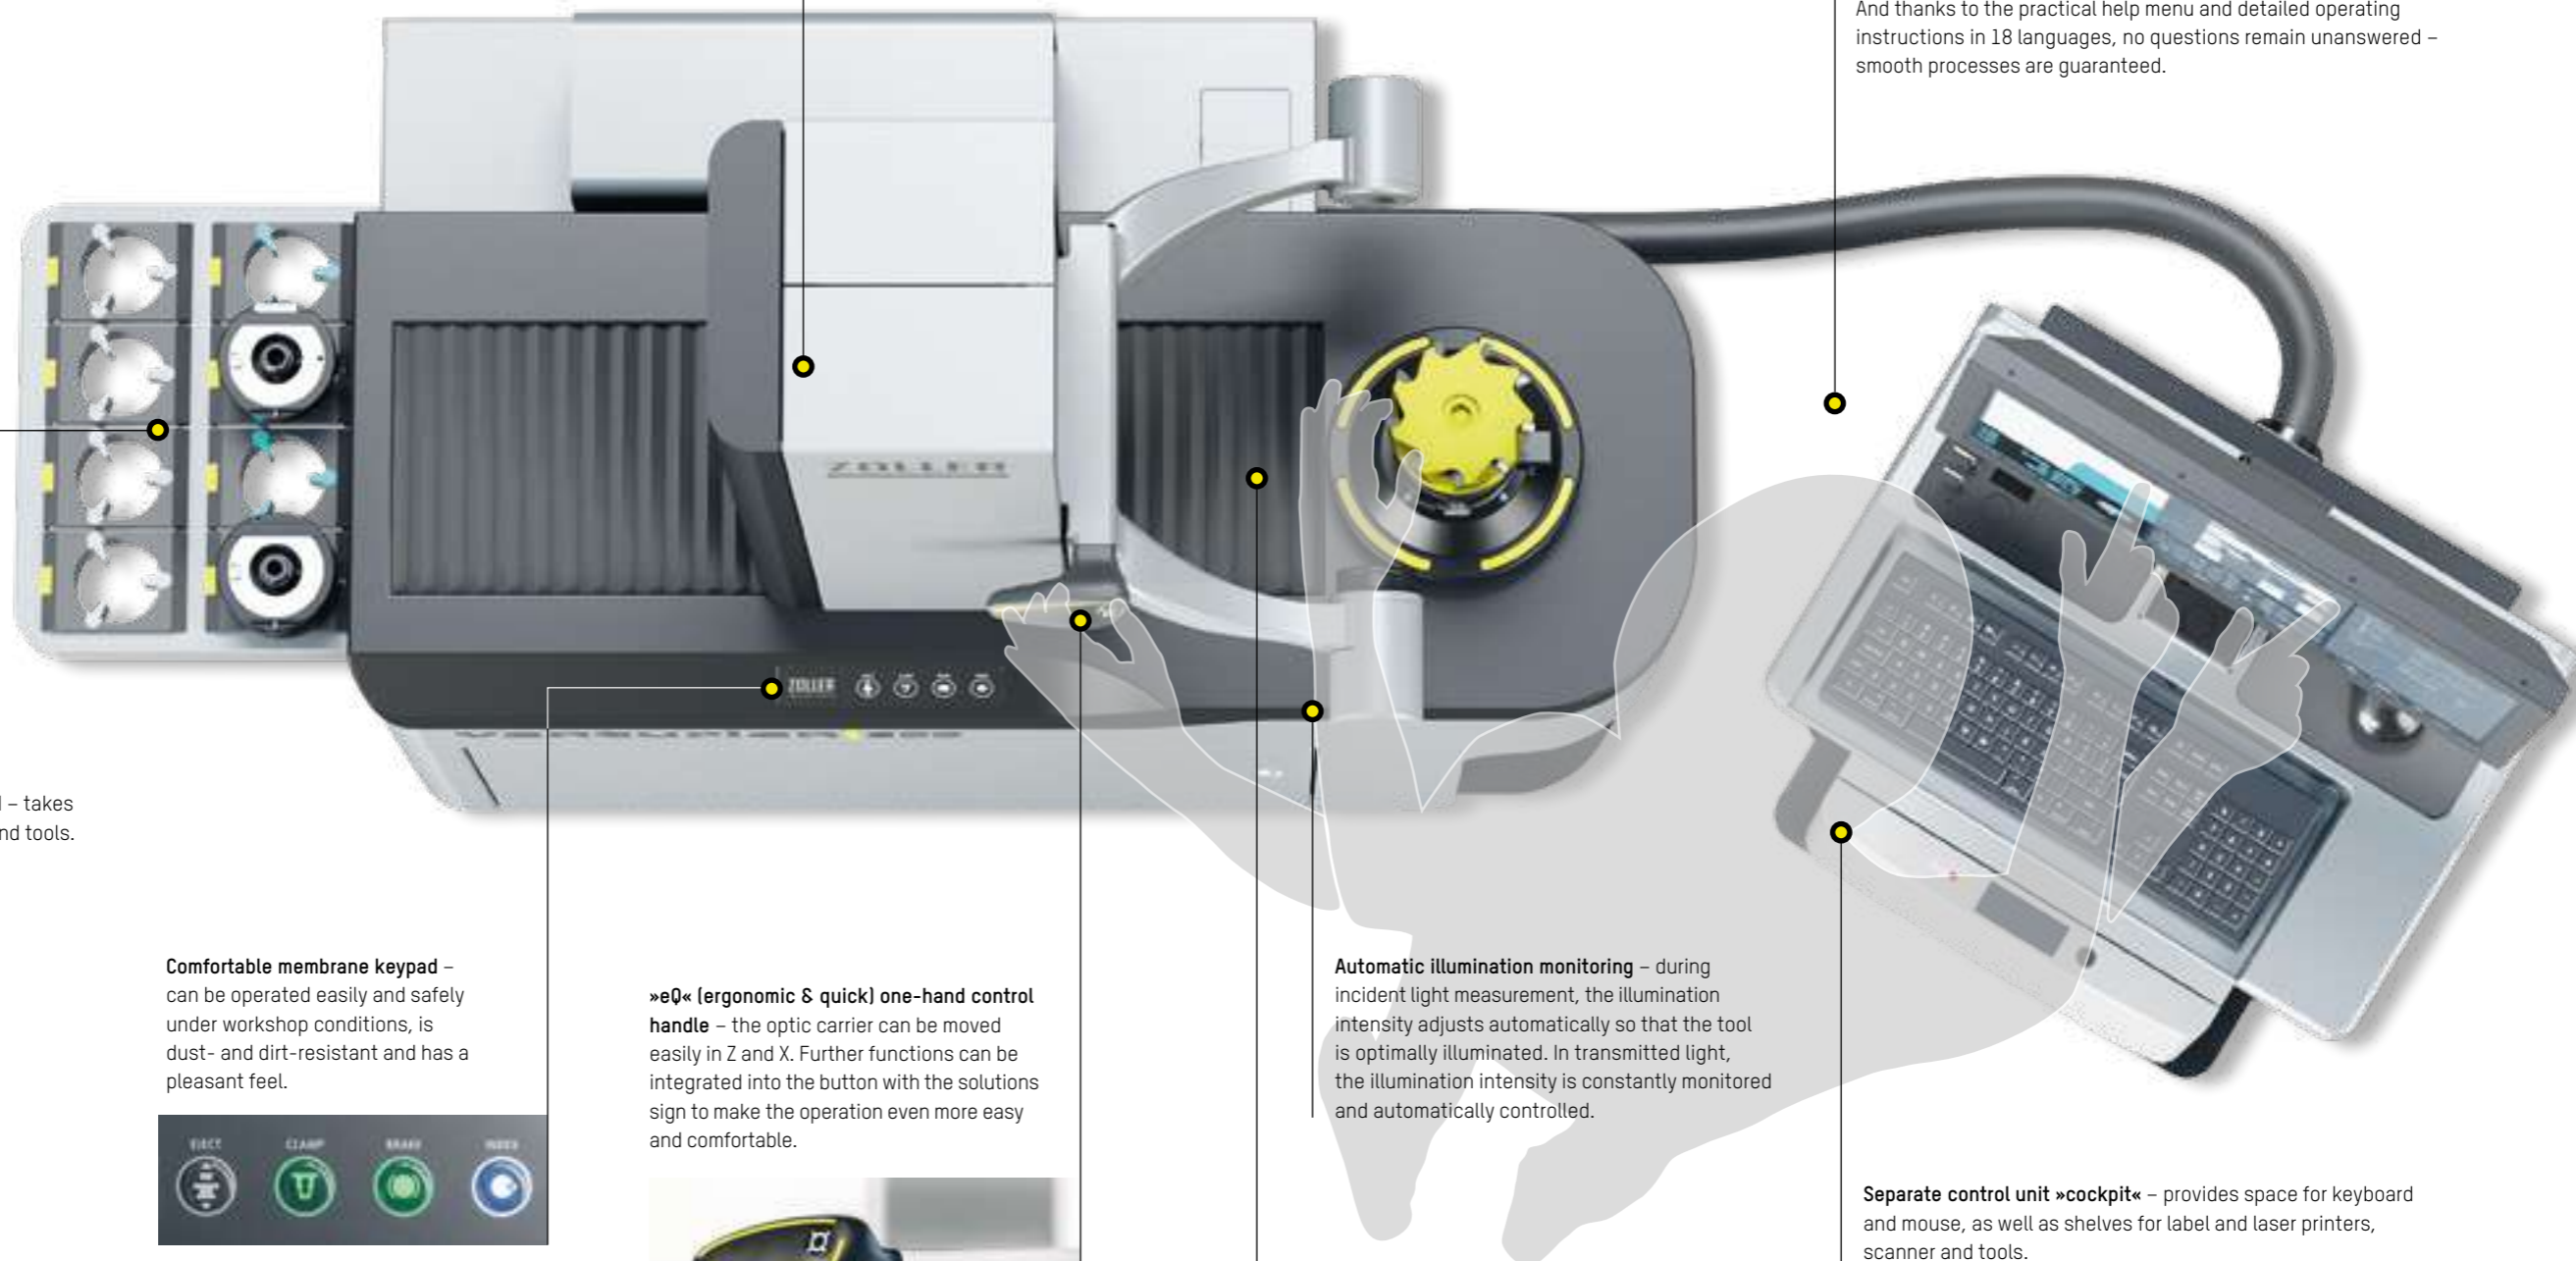 And thanks to the practical help menu and detailed operating
instructions in 18 languages, no questions remain unanswered –
smooth processes are guaranteed.
ZOLLER
ZOLLER
– takes
nd tools.
Comfortable membrane keypad –
can be operated easily and safely
under workshop conditions, is
dust- and dirt-resistant and has a
pleasant feel.
EJECT CLAMP BRAKE INDEX
»eQ« (ergonomic & quick) one-hand control
handle – the optic carrier can be moved
easily in Z and X. Further functions can be
integrated into the button with the solutions
sign to make the operation even more easy
and comfortable.
Automatic illumination monitoring – during
incident light measurement, the illumination
intensity adjusts automatically so that the tool
is optimally illuminated. In transmitted light,
the illumination intensity is constantly monitored
and automatically controlled.
Separate control unit »cockpit« – provides space for keyboard
and mouse, as well as shelves for label and laser printers,
scanner and tools.